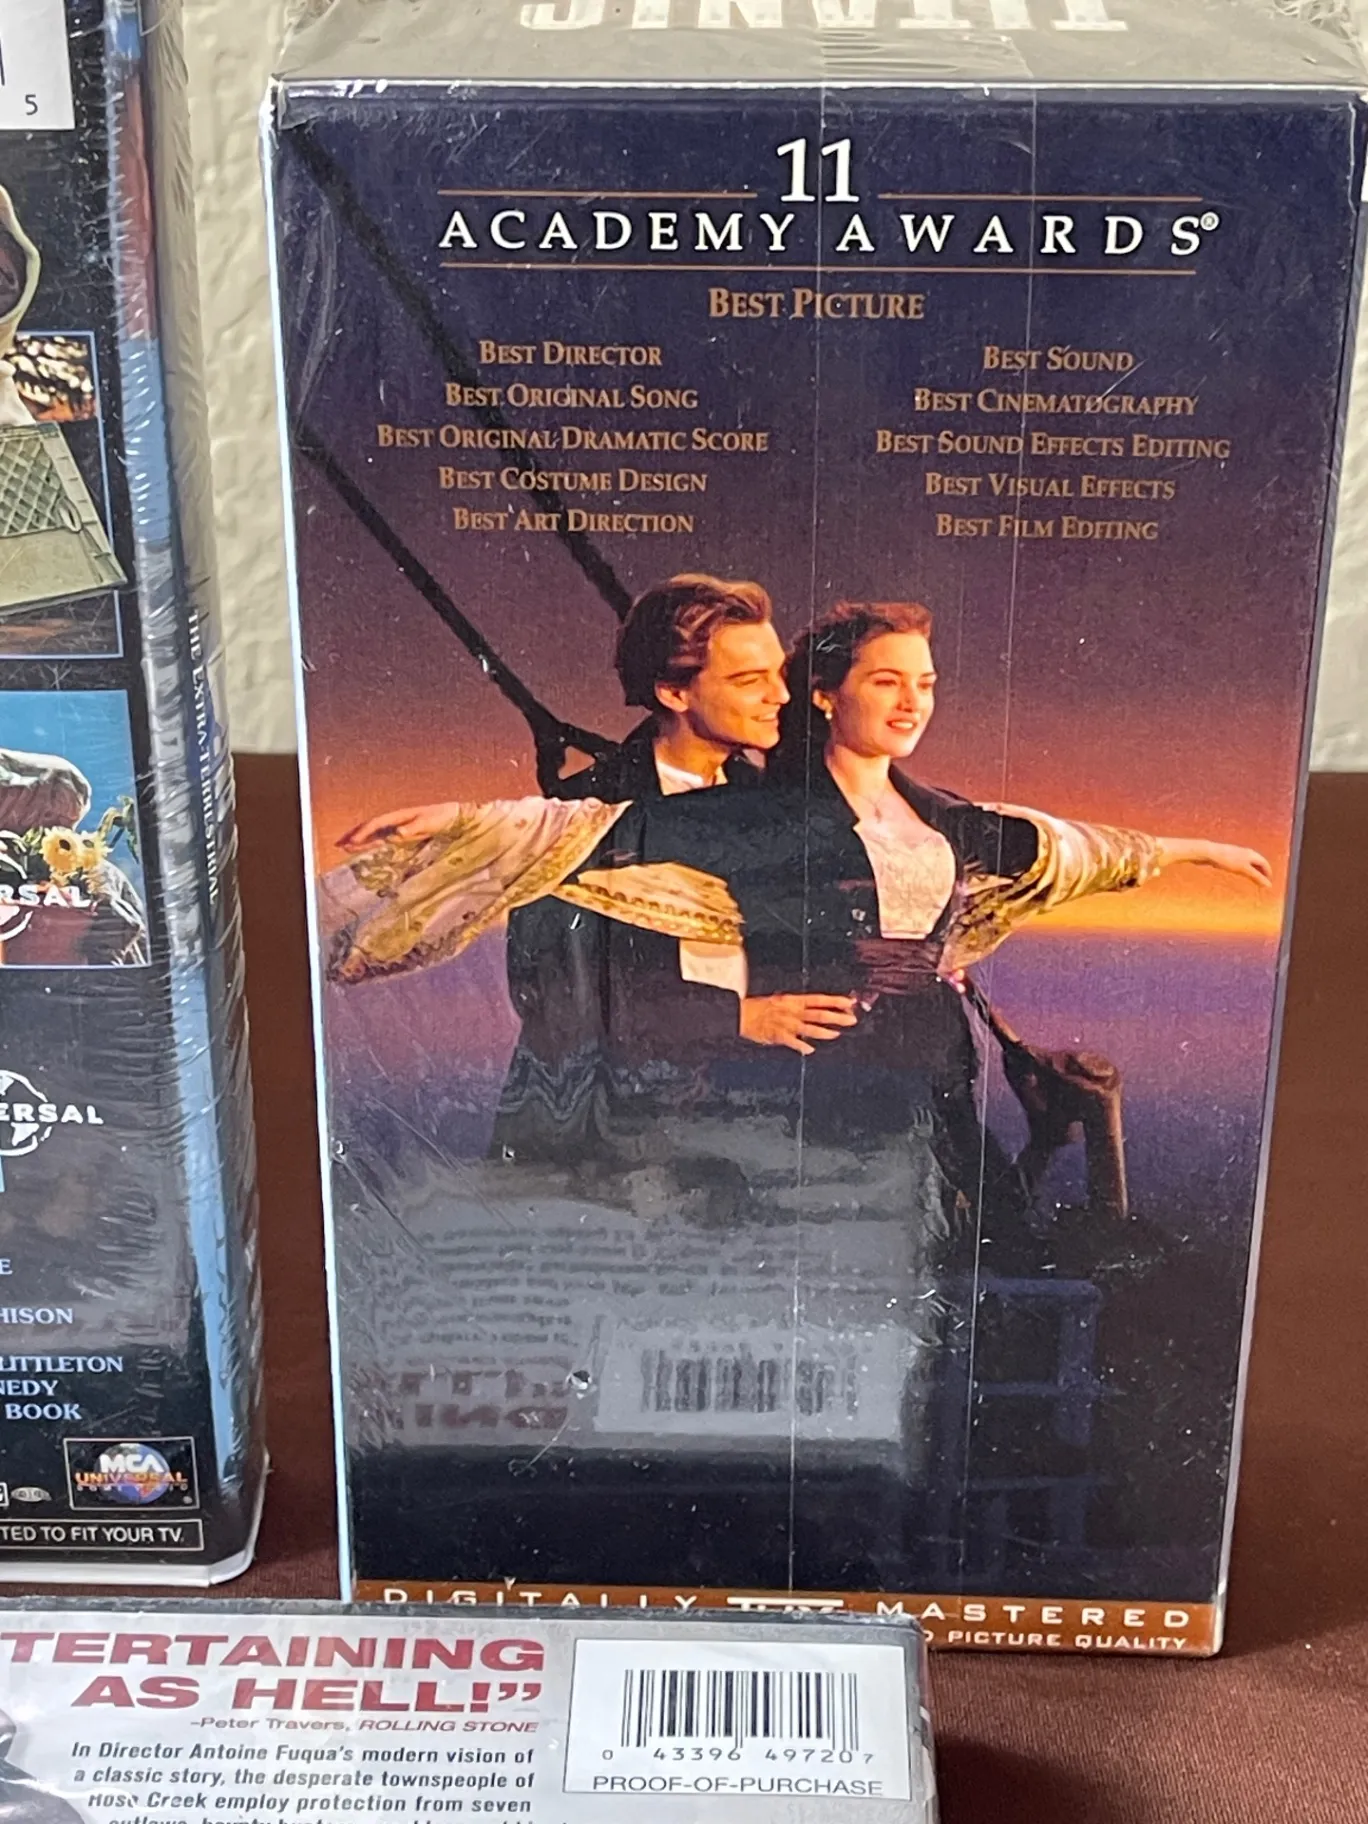 TITANIC
11
ACADEMY AWARDS®
BEST PICTURE
BEST DIRECTOR
BEST ORIGINAL SONG
BEST ORIGINAL DRAMATIC SCORE
BEST COSTUME DESIGN
BEST ART DIRECTION
BEST SOUND
BEST CINEMATOGRAPHY
BEST SOUND EFFECTS EDITING
BEST VISUAL EFFECTS
BEST FILM EDITING
DIGITALLY THX MASTERED
PICTURE QUALITY
5
THE EXTRA-TERRESTRIAL
RSAL
ERSAL
E
HISON
LITTLETON
NEDY
BOOK
MCA
UNIVERSAL
TED TO FIT YOUR TV.
TERTAINING
AS HELL!”
-Peter Travers, ROLLING STONE
In Director Antoine Fuqua's modern vision of
a classic story, the desperate townspeople of
Rose Creek employ protection from seven
0 43396 49720 7
PROOF-OF-PURCHASE